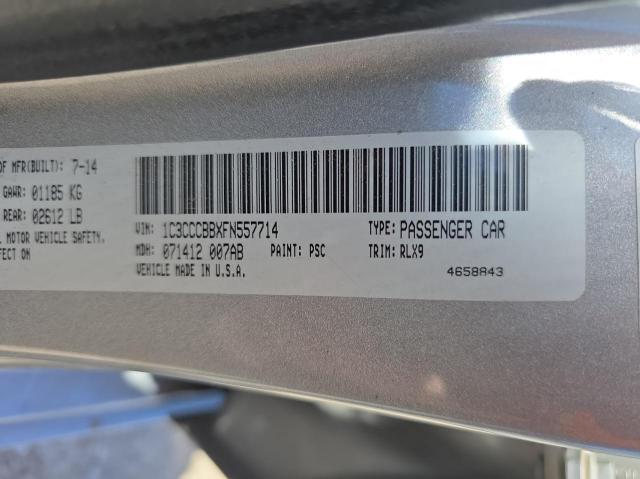 OF MFR(BUILT): 7-14
GAWR: 01185 KG
REAR: 02612 LB
MOTOR VEHICLE SAFETY.
FECT ON
VIN: 1C3CCCBBXFN557714
TYPE: PASSENGER CAR
MDH: 071412 007AB
PAINT: PSC
TRIM: RLX9
VEHICLE MADE IN U.S.A.
4658843